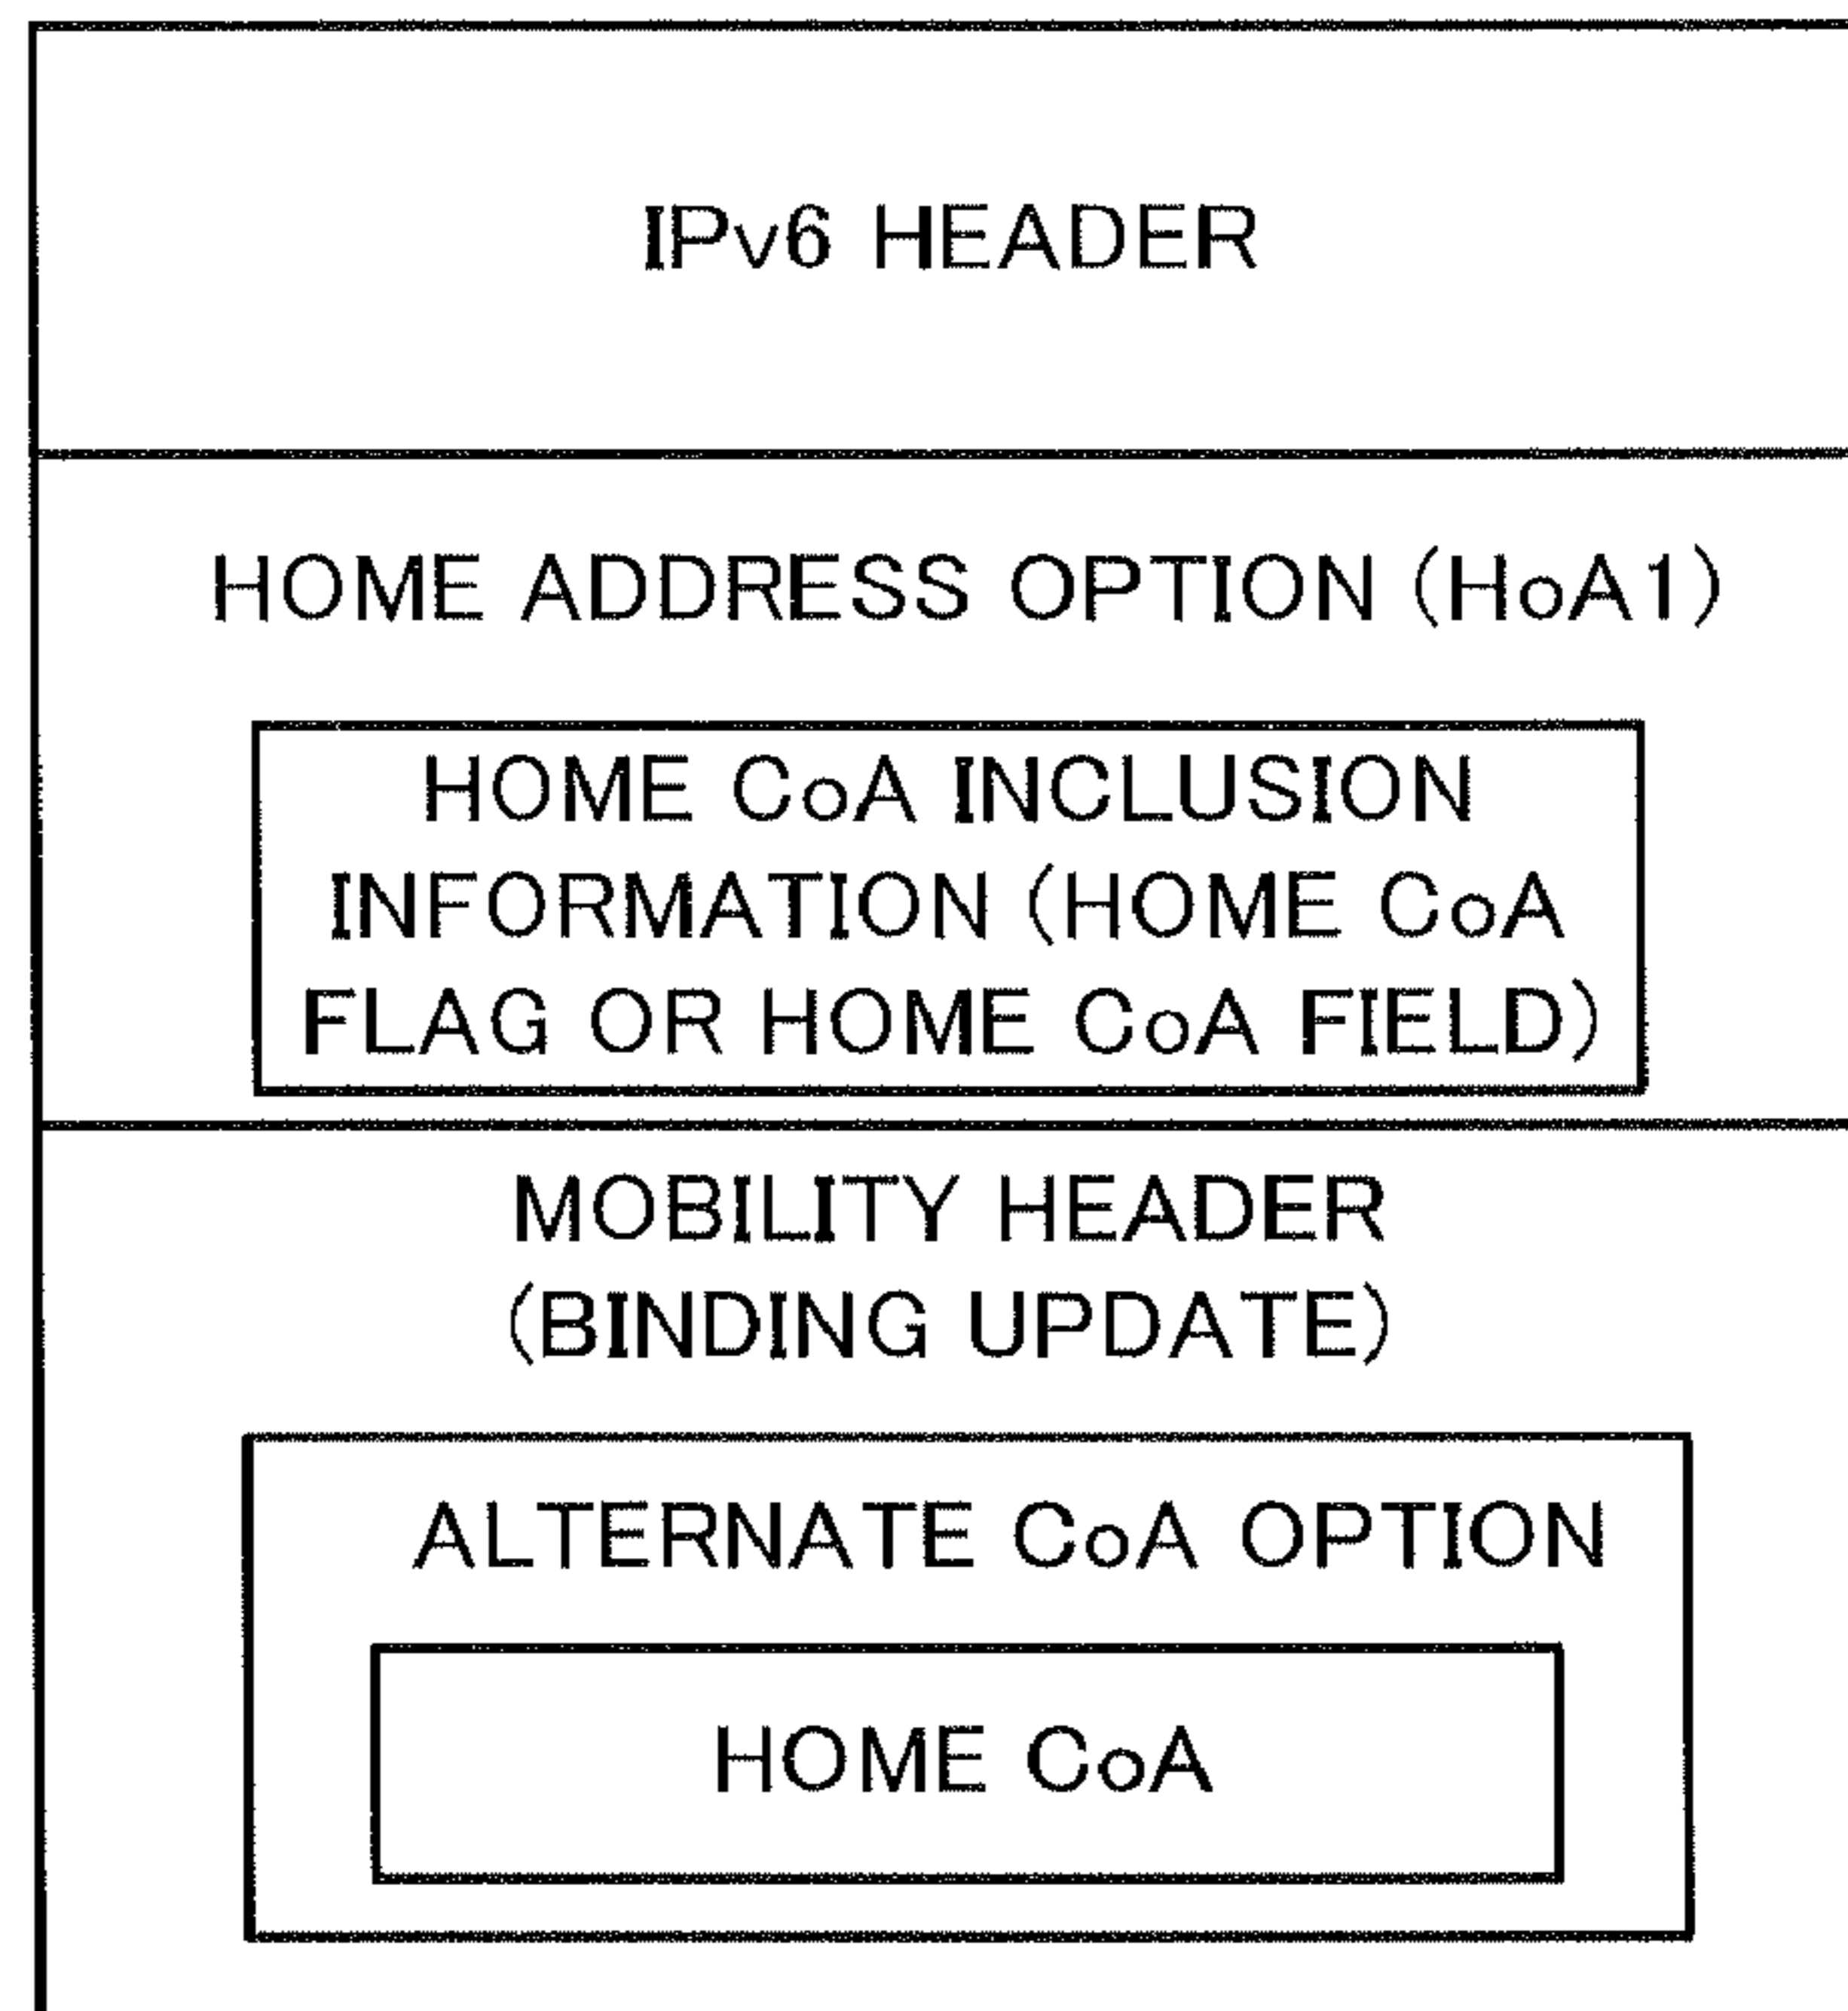 IPv6 HEADER
HOME ADDRESS OPTION (HoA1)
HOME CoA INCLUSION
INFORMATION (HOME CoA
FLAG OR HOME CoA FIELD)
MOBILITY HEADER
(BINDING UPDATE)
ALTERNATE CoA OPTION
HOME CoA